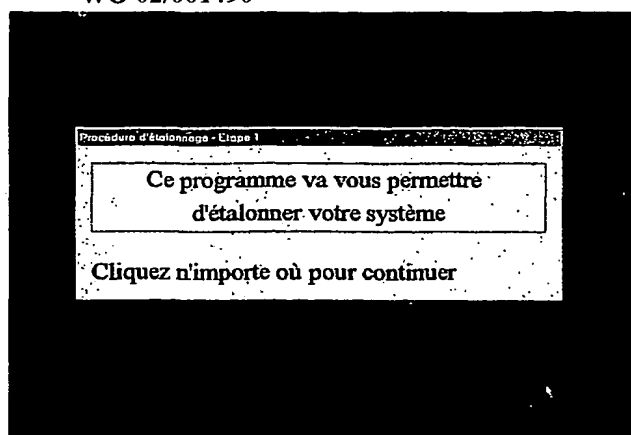 Procédure d'étalonnage - Etape 1
Ce programme va vous permettre
d'étalonner votre système
Cliquez n'importe où pour continuer